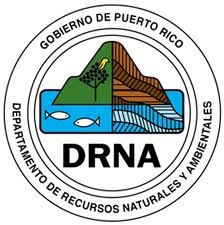 GOBIERNO DE PUERTO RICO
DRNA
DEPARTAMENTO DE RECURSOS NATURALES Y AMBIENTALES